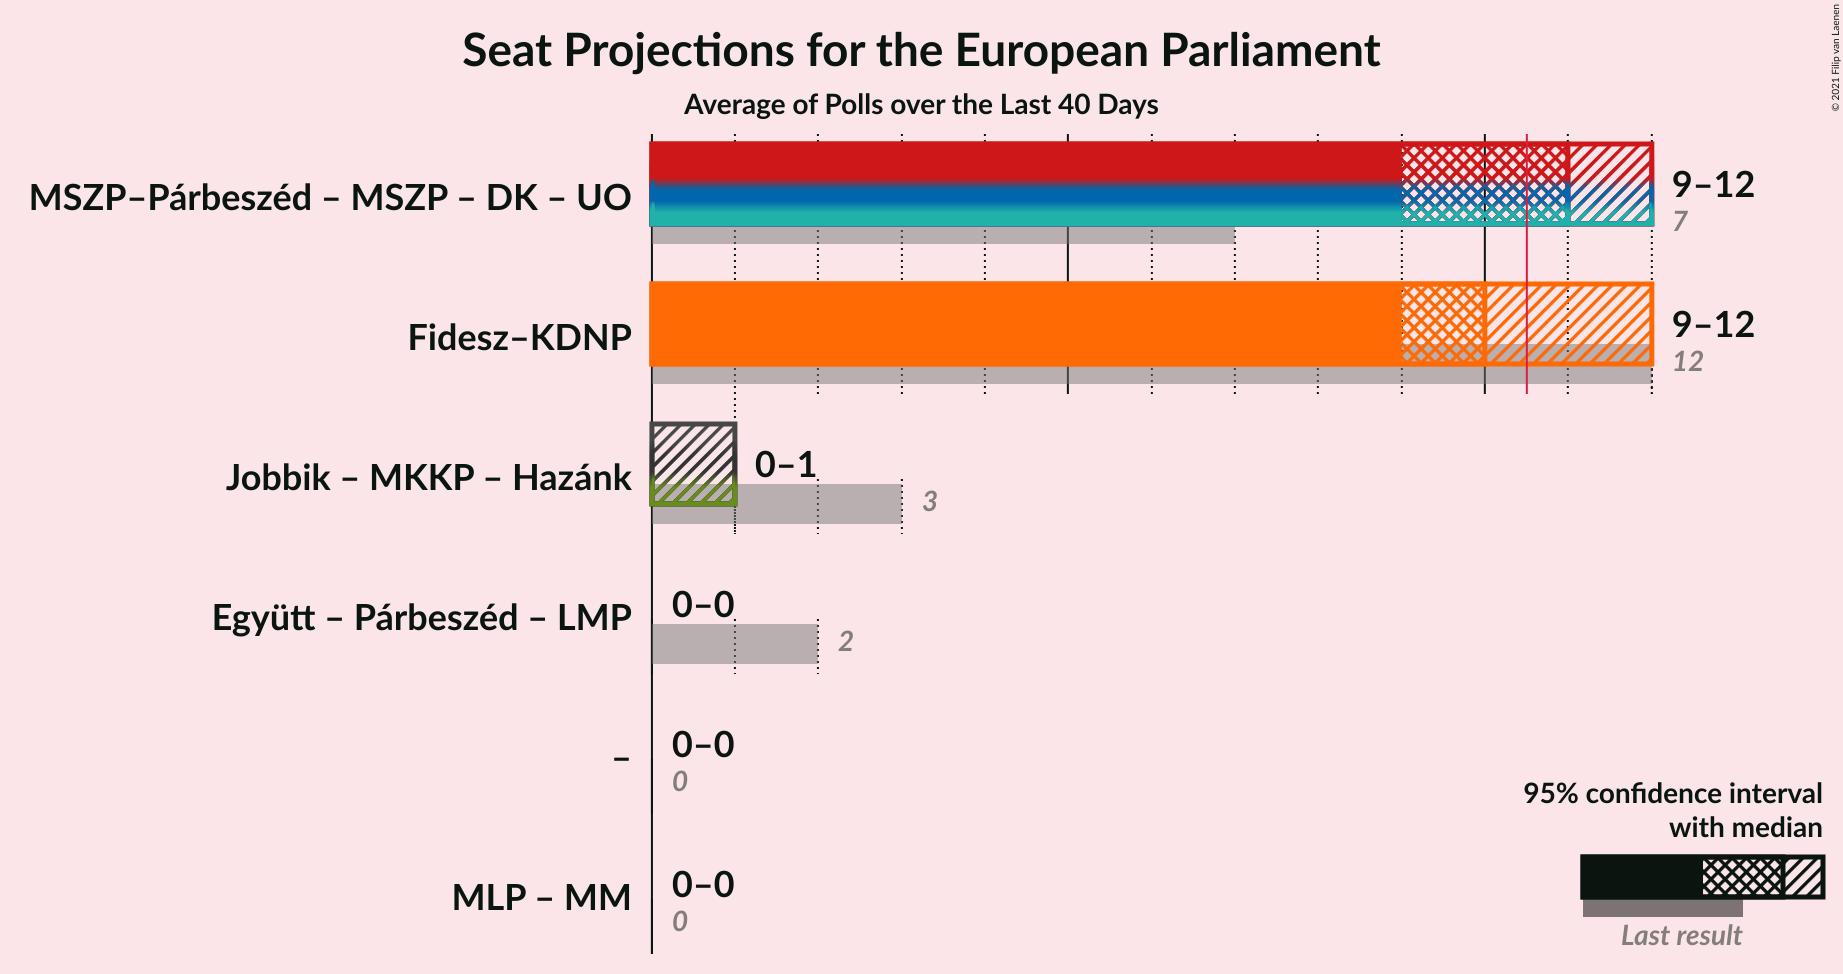 Seat Projections for the European Parliament
Average of Polls over the Last 40 Days
© 2021 Filip van Laenen
MSZP–Párbeszéd – MSZP – DK – UO
9–12
7
Fidesz–KDNP
9–12
12
Jobbik – MKKP – Hazánk
0–1
3
Együtt – Párbeszéd – LMP
0–0
2
–
0–0
0
MLP – MM
0–0
0
95% confidence interval
with median
Last result